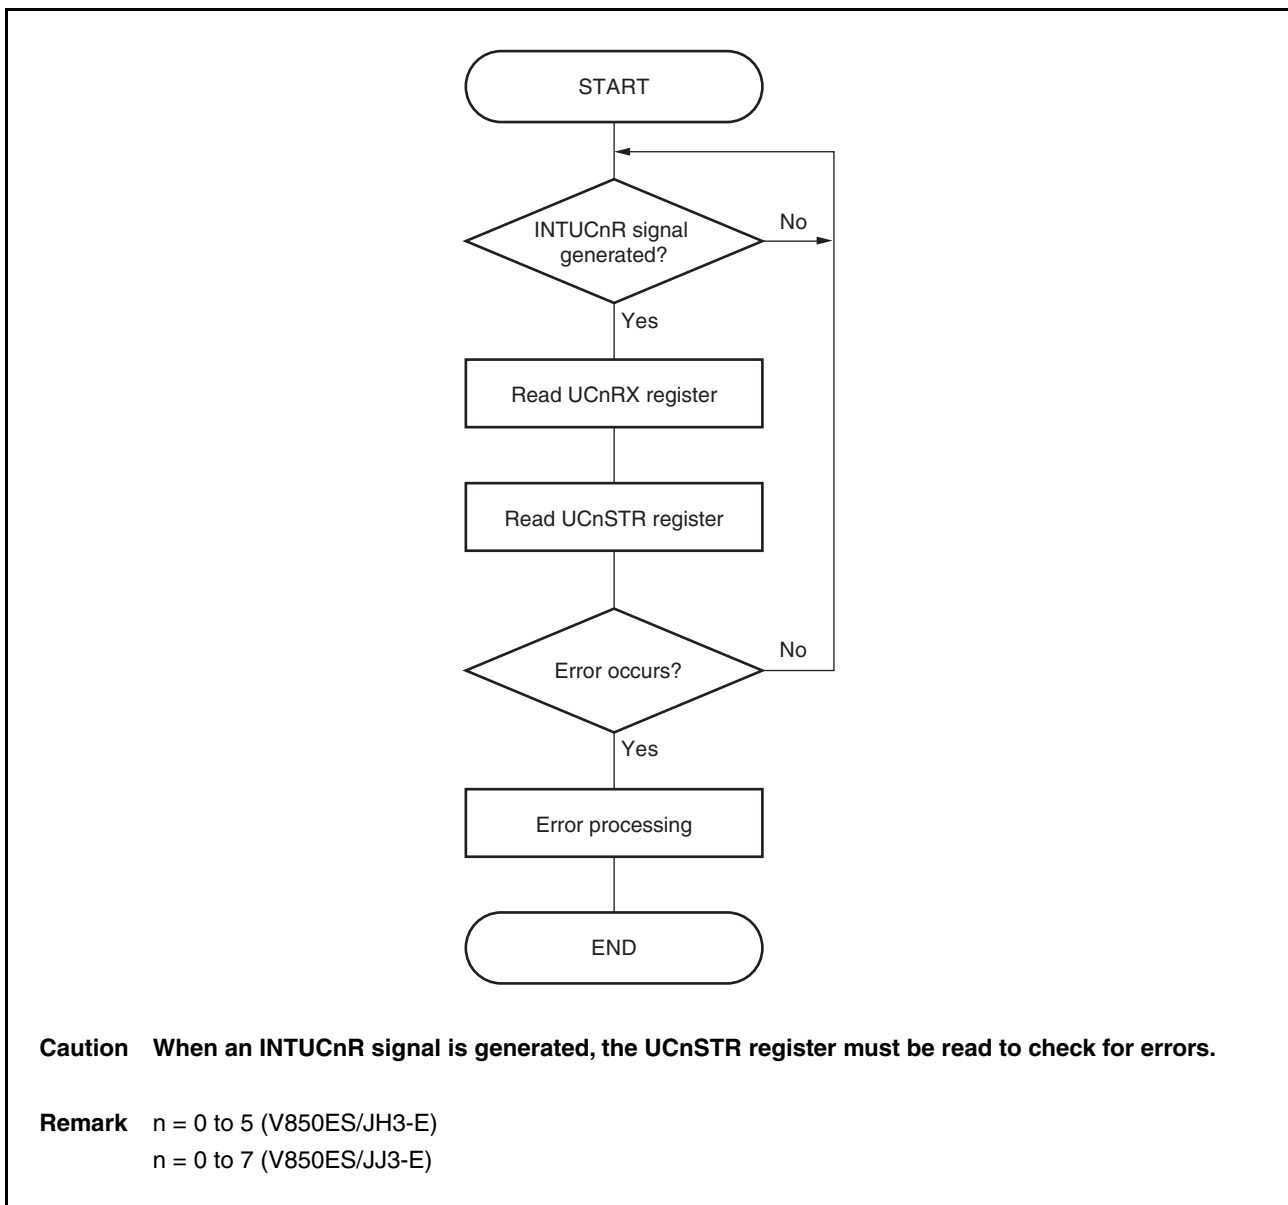 START
INTUCnR signal
generated?
No
Yes
Read UCnRX register
Read UCnSTR register
Error occurs?
No
Yes
Error processing
END
Caution When an INTUCnR signal is generated, the UCnSTR register must be read to check for errors.
Remark n = 0 to 5 (V850ES/JH3-E)
n = 0 to 7 (V850ES/JJ3-E)